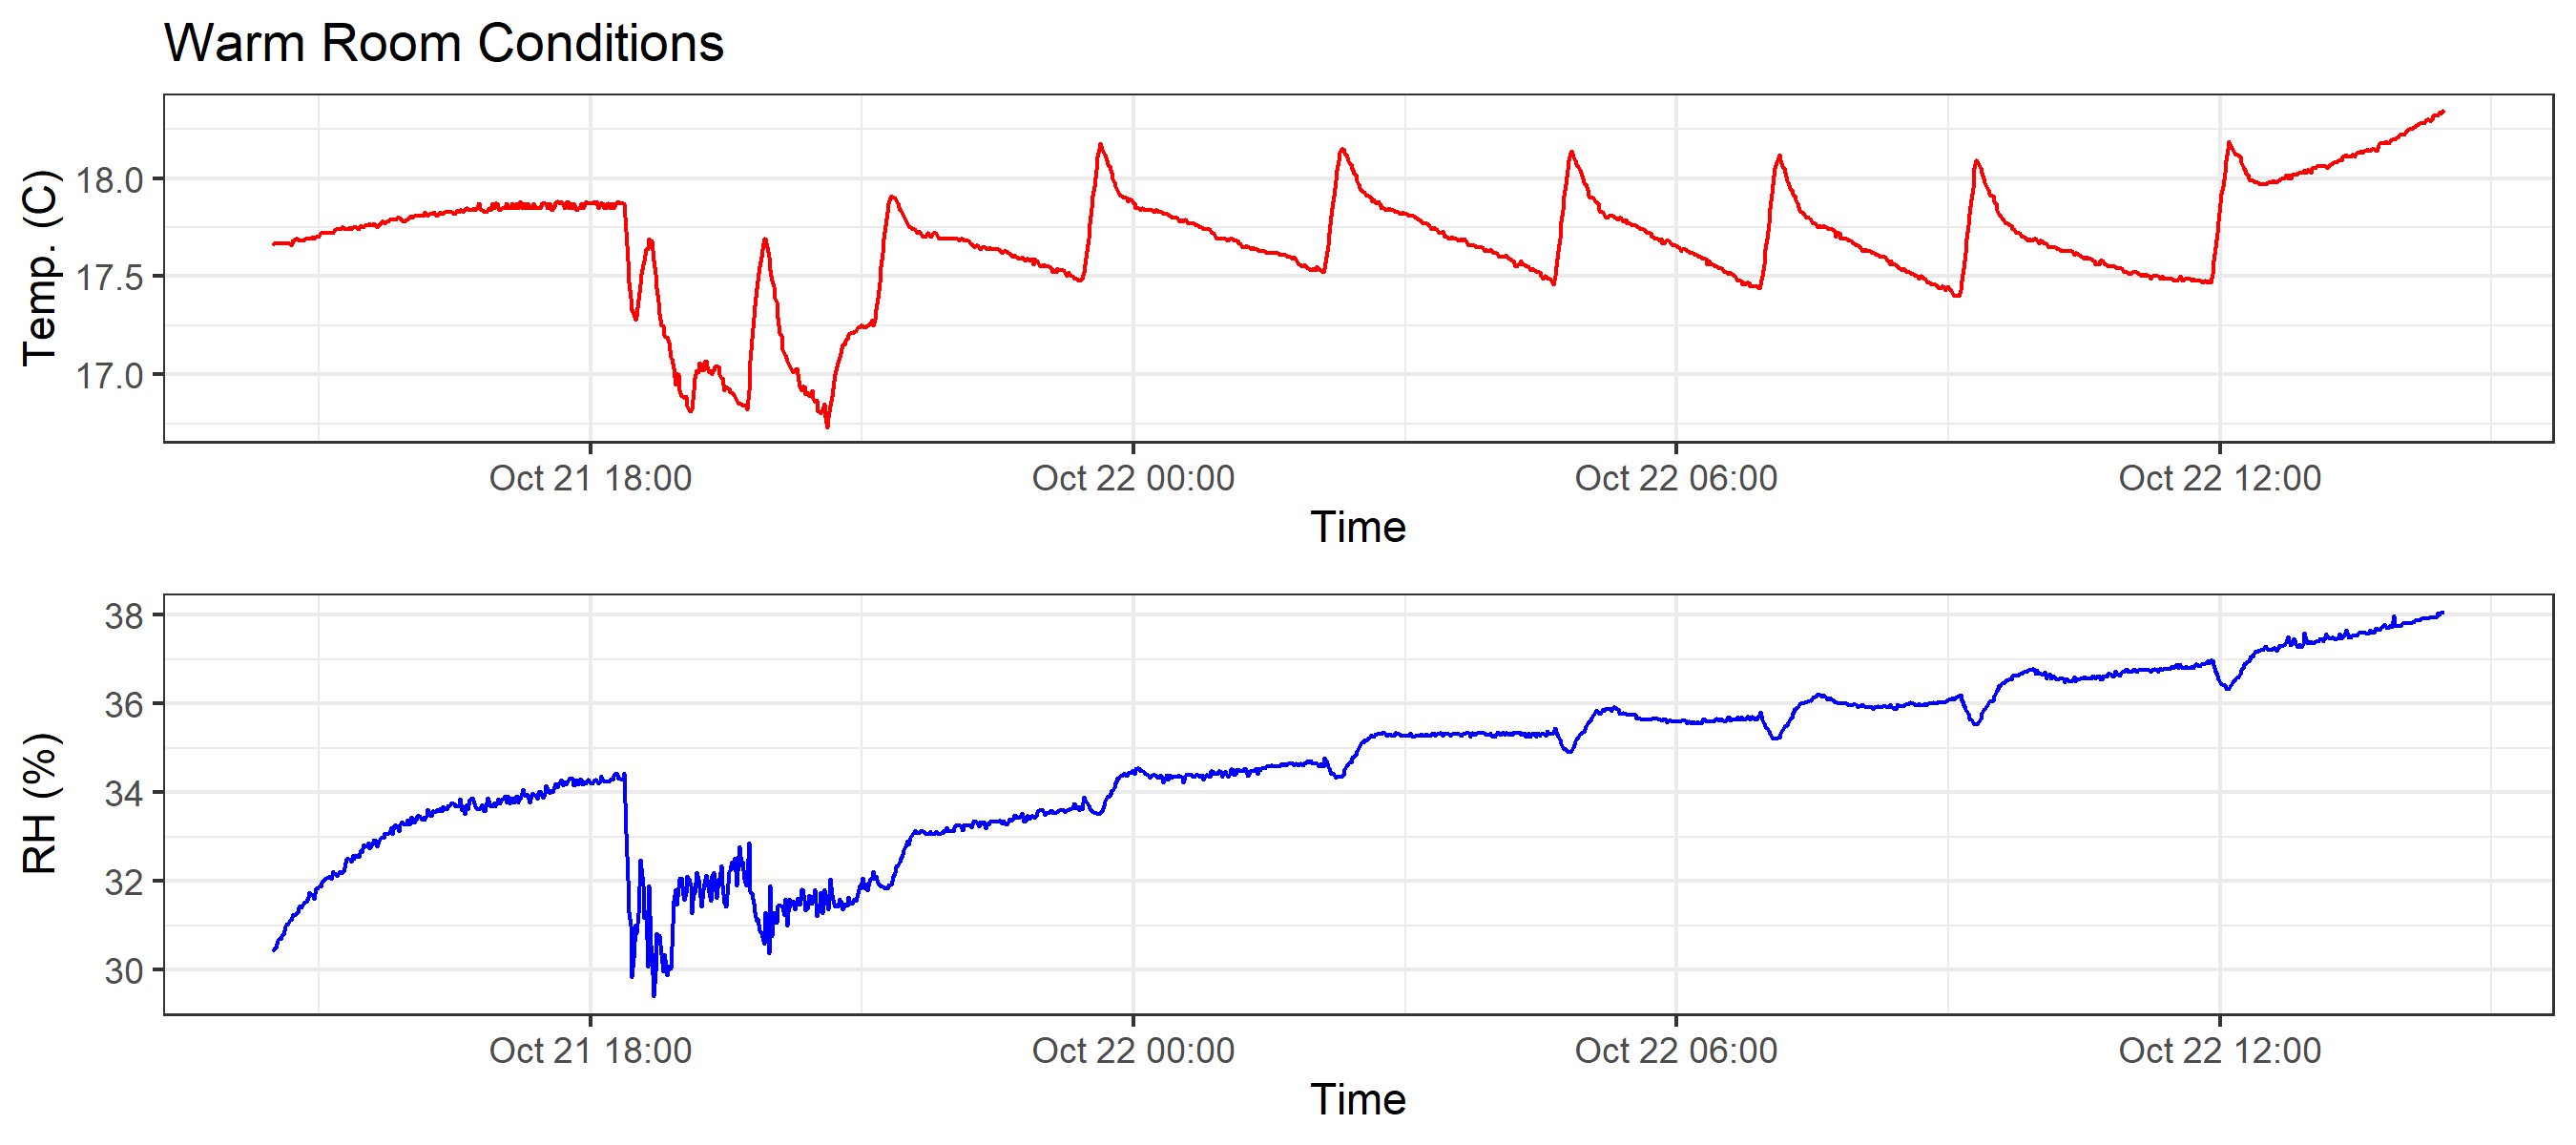 Warm Room Conditions
Temp. (C)
18.0
17.5
17.0
Oct 21 18:00 Oct 22 00:00 Oct 22 06:00 Oct 22 12:00
Time
RH (%)
38
36
34
32
30
Oct 21 18:00 Oct 22 00:00 Oct 22 06:00 Oct 22 12:00
Time